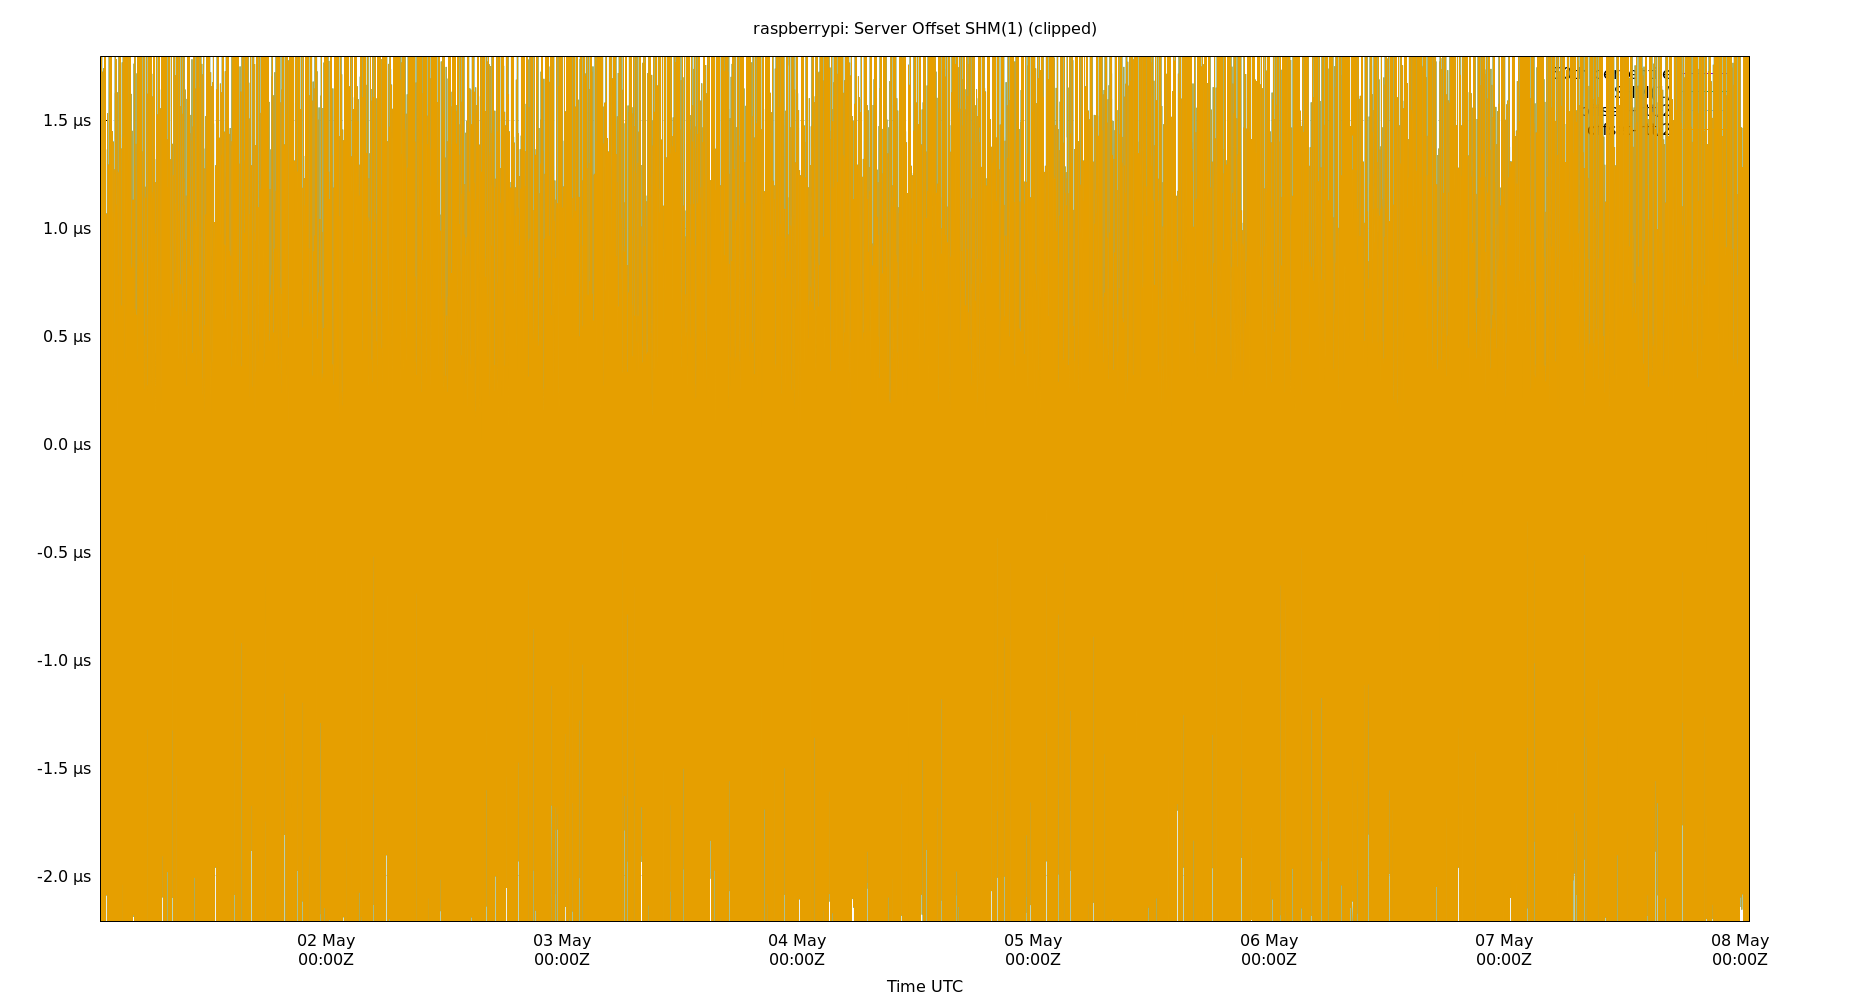 raspberrypi: Server Offset SHM(1) (clipped)
1.5 µs
1.0 µs
0.5 µs
0.0 µs
-0.5 µs
-1.0 µs
-1.5 µs
-2.0 µs
02 May 03 May 04 May 05 May 06 May 07 May 08 May
00:00Z 00:00Z 00:00Z 00:00Z 00:00Z 00:00Z 00:00Z
Time UTC